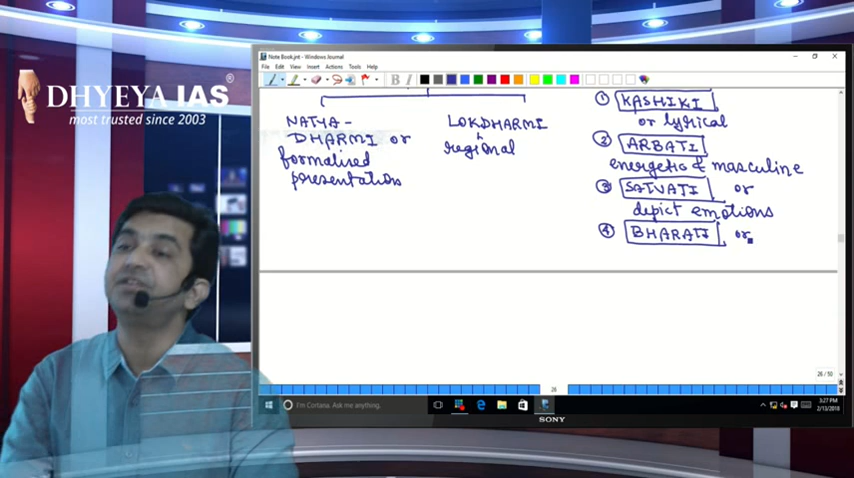 DHYEYA IAS®
most trusted since 2003
Note Book.jnt - Windows Journal
File Edit View Insert Actions Tools Help
NATYA-
DHARMI or
formalised
presentations
LOKDHARMI
regional
① KASHIKI
or lyrical
② ARBATI
energetic & masculine
③ SATVATI or
depict emotions
④ BHARATI or
26 / 50
26
I'm Cortana. Ask me anything.
3:27 PM
2/13/2018
SONY